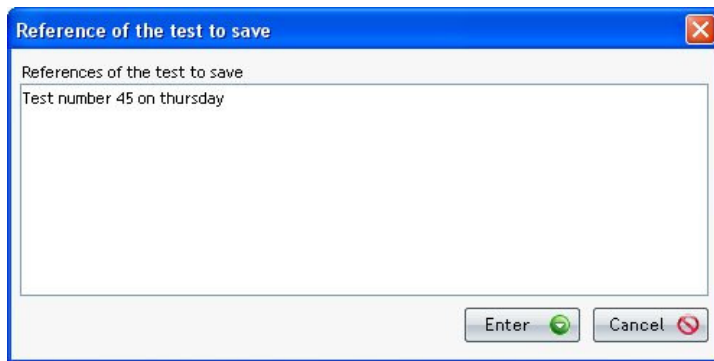 Reference of the test to save
References of the test to save
Test number 45 on thursday
Enter
Cancel